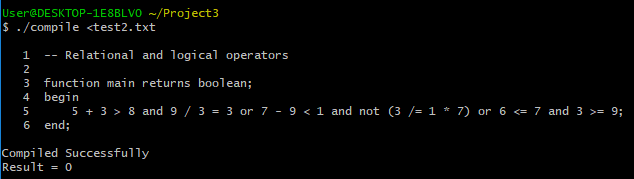 User@DESKTOP-1E8BLVO ~/Project3
$ ./compile <test2.txt
1 -- Relational and logical operators
2
3 function main returns boolean;
4 begin
5 5 + 3 > 8 and 9 / 3 = 3 or 7 - 9 < 1 and not (3 /= 1 * 7) or 6 <= 7 and 3 >= 9;
6 end;
Compiled Successfully
Result = 0